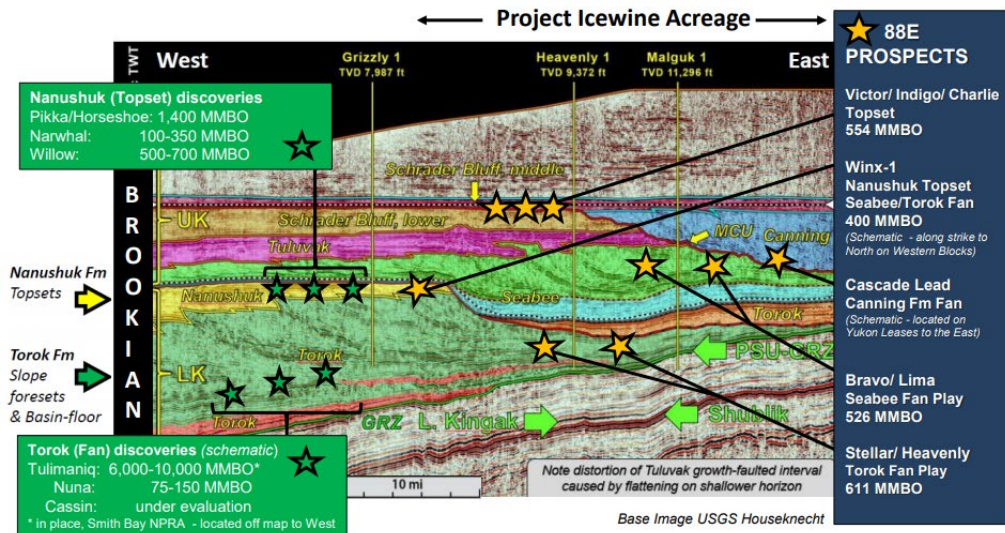 Project Icewine Acreage
88E
PROSPECTS
TWT
West
Grizzly 1
TVD 7,987 ft
Heavenly 1
TVD 9,372 ft
Malguk 1
TVD 11,296 ft
East
Nanushuk (Topset) discoveries
Pikka/Horseshoe: 1,400 MMBO
Narwhal: 100-350 MMBO
Willow: 500-700 MMBO
BROOKIAN
UK
LK
Schrader Bluff, middle
Schrader Bluff, lower
Tuluvak
MCU
Canning
Nanushuk
Seabee
Torok
Torok
Torok
PSU-GRZ
GRZ
L. Kingak
Shublik
Nanushuk Fm
Topsets
Torok Fm
Slope
foresets
& Basin-floor
Torok (Fan) discoveries (schematic)
Tulimaniq: 6,000-10,000 MMBO*
Nuna: 75-150 MMBO
Cassin: under evaluation
* in place, Smith Bay NPRA - located off map to West
10 mi
Note distortion of Tuluvak growth-faulted interval
caused by flattening on shallower horizon
Base Image USGS Houseknecht
Victor/ Indigo/ Charlie
Topset
554 MMBO
Winx-1
Nanushuk Topset
Seabee/Torok Fan
400 MMBO
(Schematic - along strike to
North on Western Blocks)
Cascade Lead
Canning Fm Fan
(Schematic - located on
Yukon Leases to the East)
Bravo/ Lima
Seabee Fan Play
526 MMBO
Stellar/ Heavenly
Torok Fan Play
611 MMBO